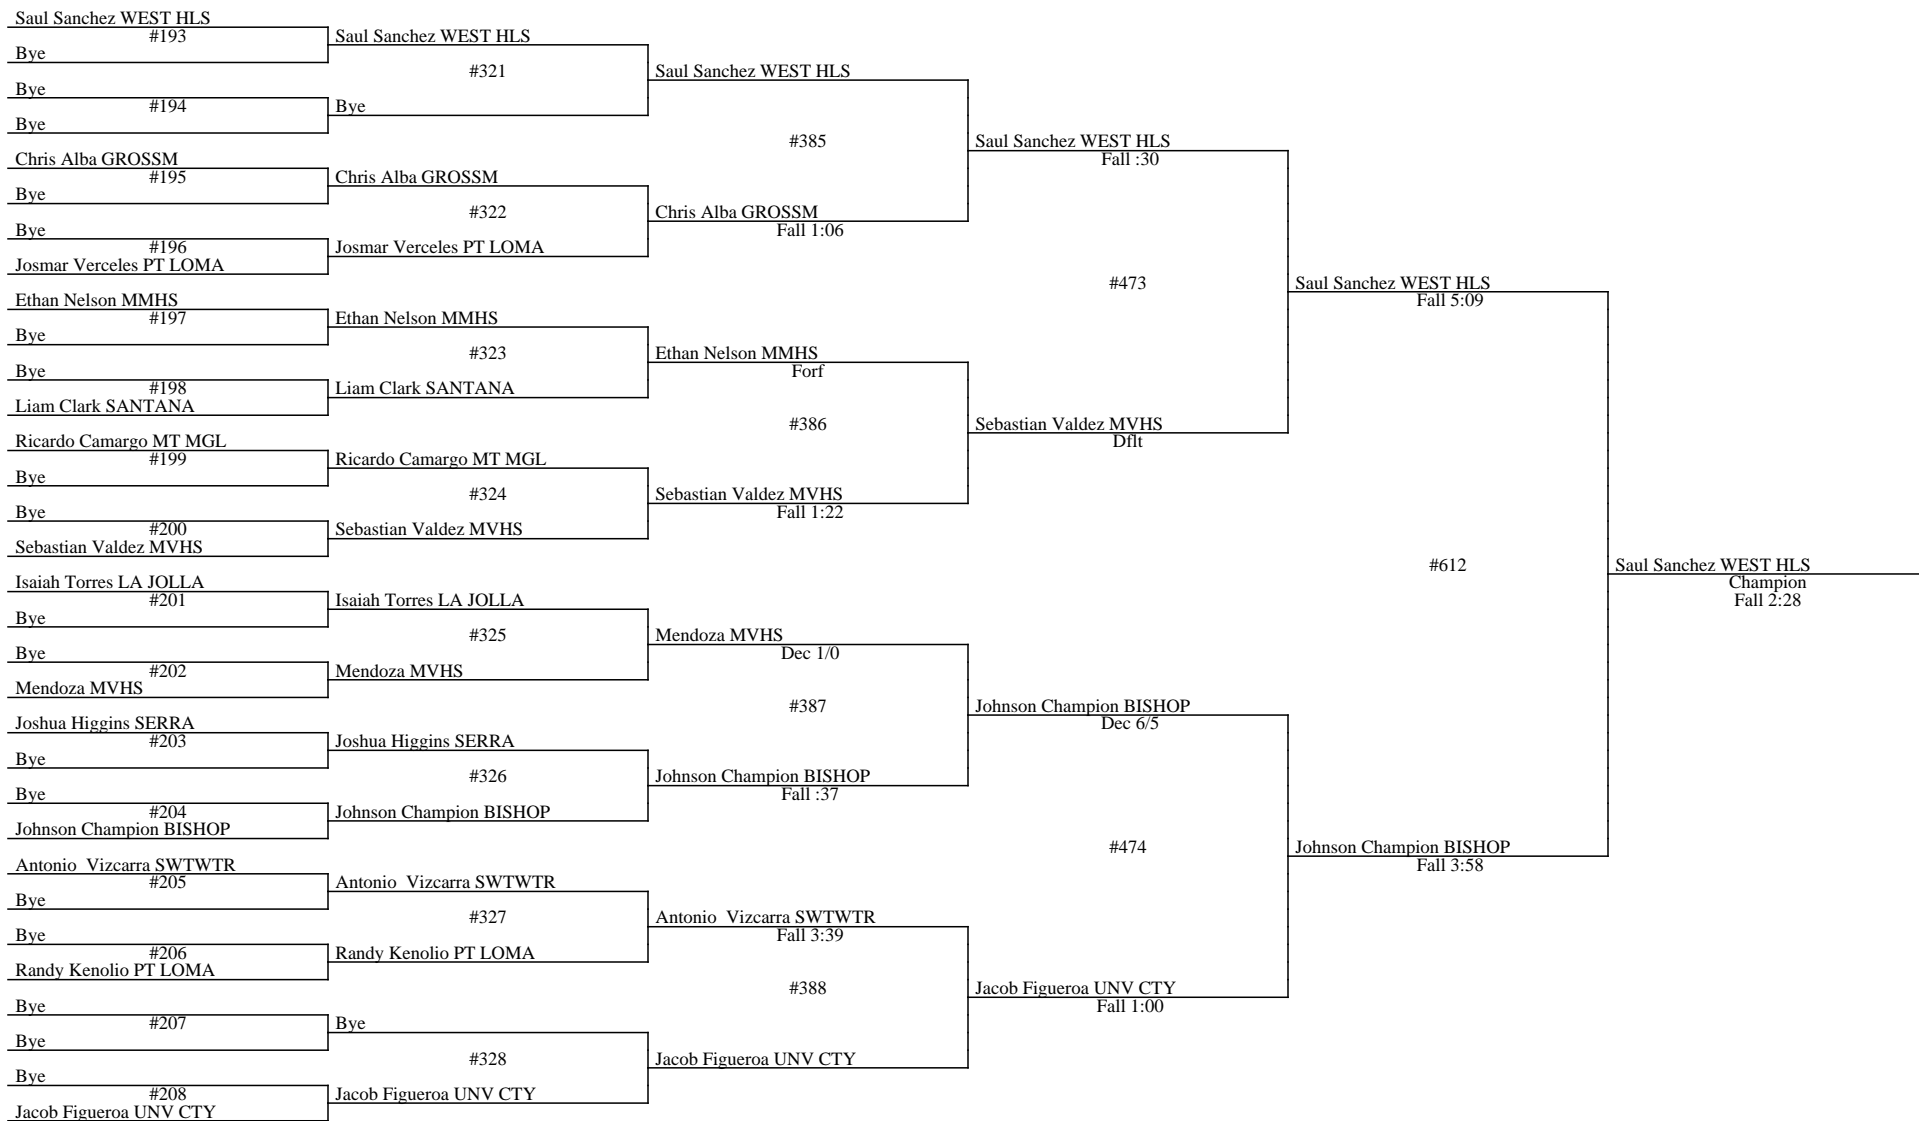 Saul Sanchez WEST HLS
#193
Bye
Bye
#194
Bye
Chris Alba GROSSM
#195
Bye
Bye
#196
Josmar Verceles PT LOMA
Ethan Nelson MMHS
#197
Bye
Bye
#198
Liam Clark SANTANA
Ricardo Camargo MT MGL
#199
Bye
Bye
#200
Sebastian Valdez MVHS
Isaiah Torres LA JOLLA
#201
Bye
Bye
#202
Mendoza MVHS
Joshua Higgins SERRA
#203
Bye
Bye
#204
Johnson Champion BISHOP
Antonio  Vizcarra SWTWTR
#205
Bye
Bye
#206
Randy Kenolio PT LOMA
Bye
#207
Bye
Bye
#208
Jacob Figueroa UNV CTY
Saul Sanchez WEST HLS
#321
Bye
Chris Alba GROSSM
#322
Josmar Verceles PT LOMA
Ethan Nelson MMHS
#323
Liam Clark SANTANA
Ricardo Camargo MT MGL
#324
Sebastian Valdez MVHS
Isaiah Torres LA JOLLA
#325
Mendoza MVHS
Joshua Higgins SERRA
#326
Johnson Champion BISHOP
Antonio  Vizcarra SWTWTR
#327
Randy Kenolio PT LOMA
Bye
#328
Jacob Figueroa UNV CTY
Saul Sanchez WEST HLS
#385
Chris Alba GROSSM
Fall 1:06
Ethan Nelson MMHS
Forf
#386
Sebastian Valdez MVHS
Fall 1:22
Mendoza MVHS
Dec 1/0
#387
Johnson Champion BISHOP
Fall :37
Antonio  Vizcarra SWTWTR
Fall 3:39
#388
Jacob Figueroa UNV CTY
Saul Sanchez WEST HLS
Fall :30
#473
Sebastian Valdez MVHS
Dflt
Johnson Champion BISHOP
Dec 6/5
#474
Jacob Figueroa UNV CTY
Fall 1:00
Saul Sanchez WEST HLS
Fall 5:09
#612
Johnson Champion BISHOP
Fall 3:58
Saul Sanchez WEST HLS
Champion
Fall 2:28